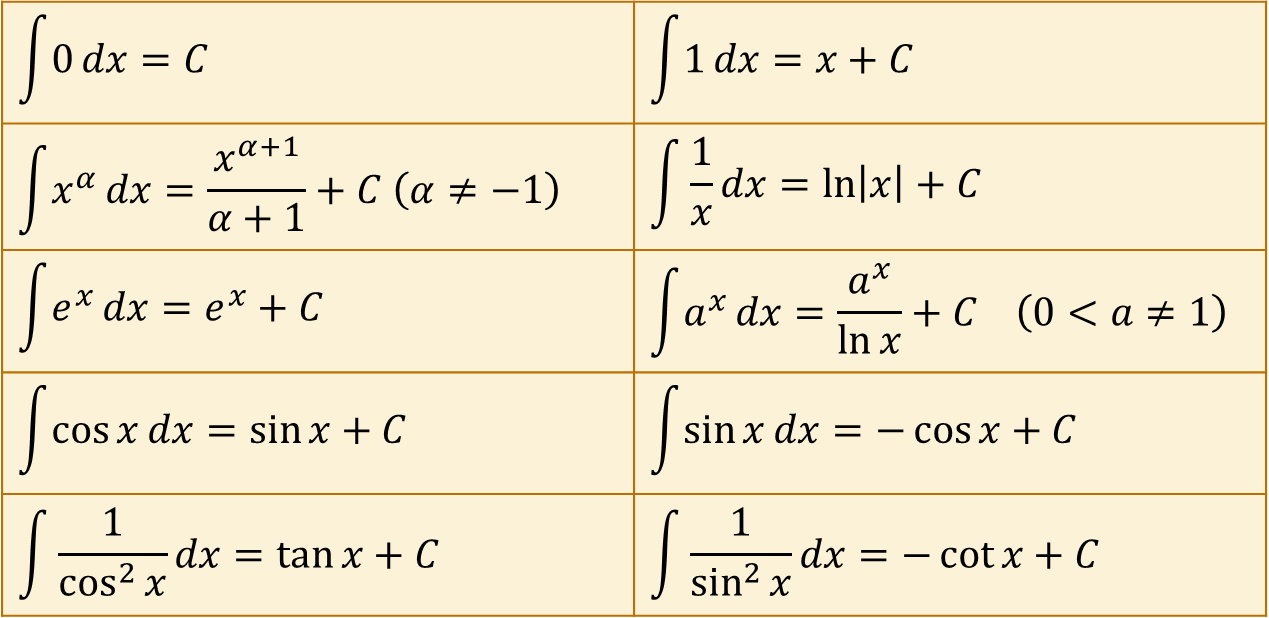 ∫ 0 dx = C
∫ 1 dx = x + C
∫ x^α dx = x^(α+1)/(α + 1) + C (α ≠ −1)
∫ 1/x dx = ln|x| + C
∫ e^x dx = e^x + C
∫ a^x dx = a^x/ln x + C (0 < a ≠ 1)
∫ cos x dx = sin x + C
∫ sin x dx = − cos x + C
∫ 1/cos² x dx = tan x + C
∫ 1/sin² x dx = − cot x + C